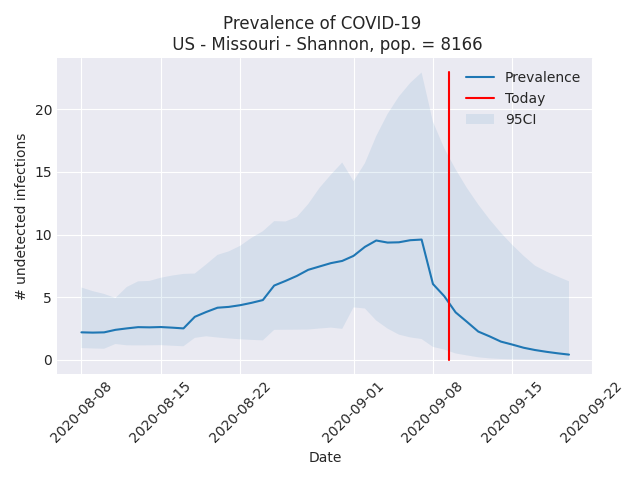 Prevalence of COVID-19
US - Missouri - Shannon, pop. = 8166
Prevalence
Today
95CI
# undetected infections
20
15
10
5
0
2020-08-08
2020-08-15
2020-08-22
2020-09-01
2020-09-08
2020-09-15
2020-09-22
Date